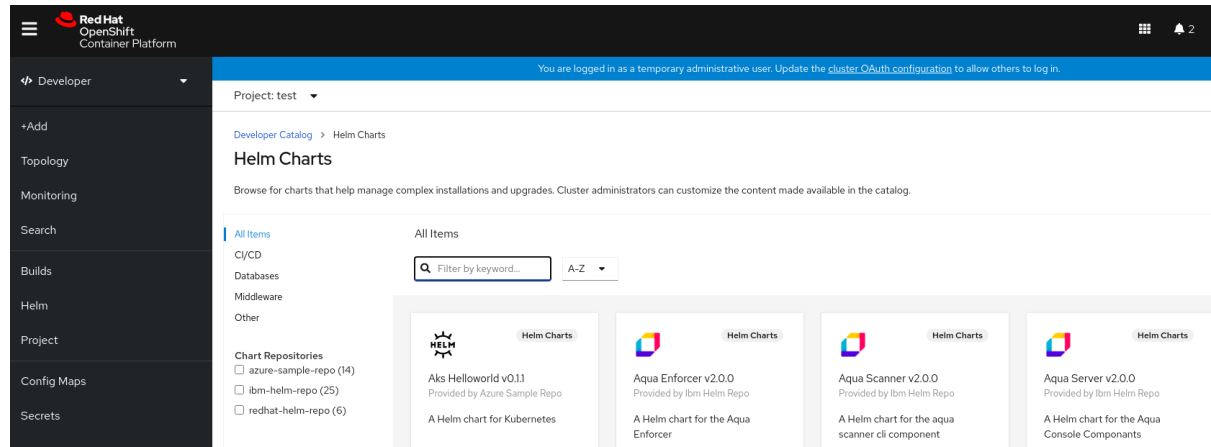 Red Hat
OpenShift
Container Platform
2
Developer
You are logged in as a temporary administrative user. Update the cluster OAuth configuration to allow others to log in.
Project: test
+Add
Topology
Monitoring
Search
Builds
Helm
Project
Config Maps
Secrets
Developer Catalog > Helm Charts
Helm Charts
Browse for charts that help manage complex installations and upgrades. Cluster administrators can customize the content made available in the catalog.
All Items
CI/CD
Databases
Middleware
Other
Chart Repositories
azure-sample-repo (14)
ibm-helm-repo (25)
redhat-helm-repo (6)
All Items
Filter by keyword...
A-Z
HELM
Helm Charts
Aks Helloworld v0.1.1
Provided by Azure Sample Repo
A Helm chart for Kubernetes
Helm Charts
Aqua Enforcer v2.0.0
Provided by Ibm Helm Repo
A Helm chart for the Aqua
Enforcer
Helm Charts
Aqua Scanner v2.0.0
Provided by Ibm Helm Repo
A Helm chart for the aqua
scanner cli component
Helm Charts
Aqua Server v2.0.0
Provided by Ibm Helm Repo
A Helm chart for the Aqua
Console Componants